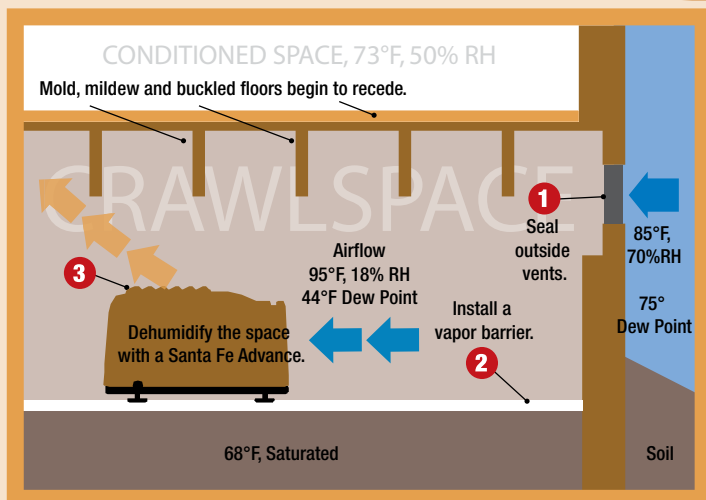 CONDITIONED SPACE, 73°F, 50% RH
Mold, mildew and buckled floors begin to recede.
CRAWLSPACE
1
Seal
outside
vents.
85°F,
70%RH
75°
Dew Point
3
Airflow
95°F, 18% RH
44°F Dew Point
Install a
vapor barrier.
2
Dehumidify the space
with a Santa Fe Advance.
68°F, Saturated
Soil